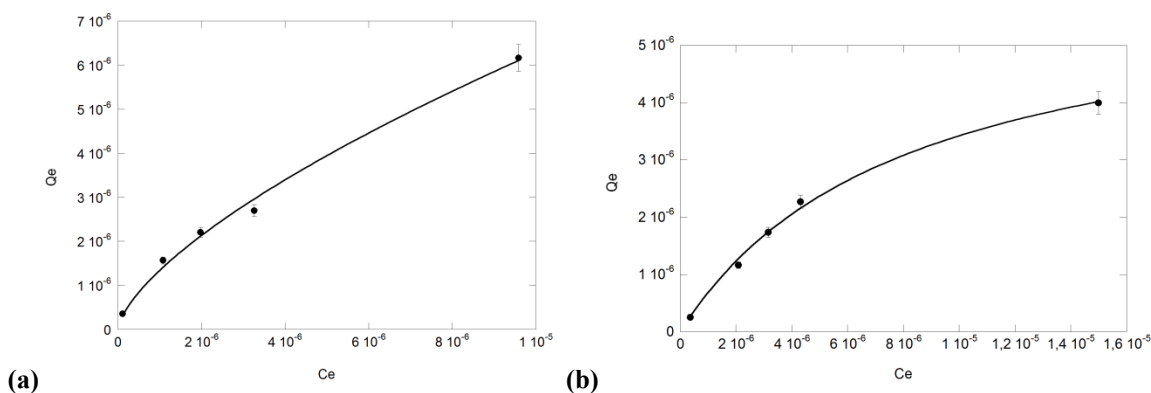 7 10⁻⁶
6 10⁻⁶
5 10⁻⁶
4 10⁻⁶
3 10⁻⁶
2 10⁻⁶
1 10⁻⁶
0
Qe
0 2 10⁻⁶ 4 10⁻⁶ 6 10⁻⁶ 8 10⁻⁶ 1 10⁻⁵
Ce
(a)
5 10⁻⁶
4 10⁻⁶
3 10⁻⁶
2 10⁻⁶
1 10⁻⁶
0
Qe
0 2 10⁻⁶ 4 10⁻⁶ 6 10⁻⁶ 8 10⁻⁶ 1 10⁻⁵ 1,2 10⁻⁵ 1,4 10⁻⁵ 1,6 10⁻⁵
Ce
(b)